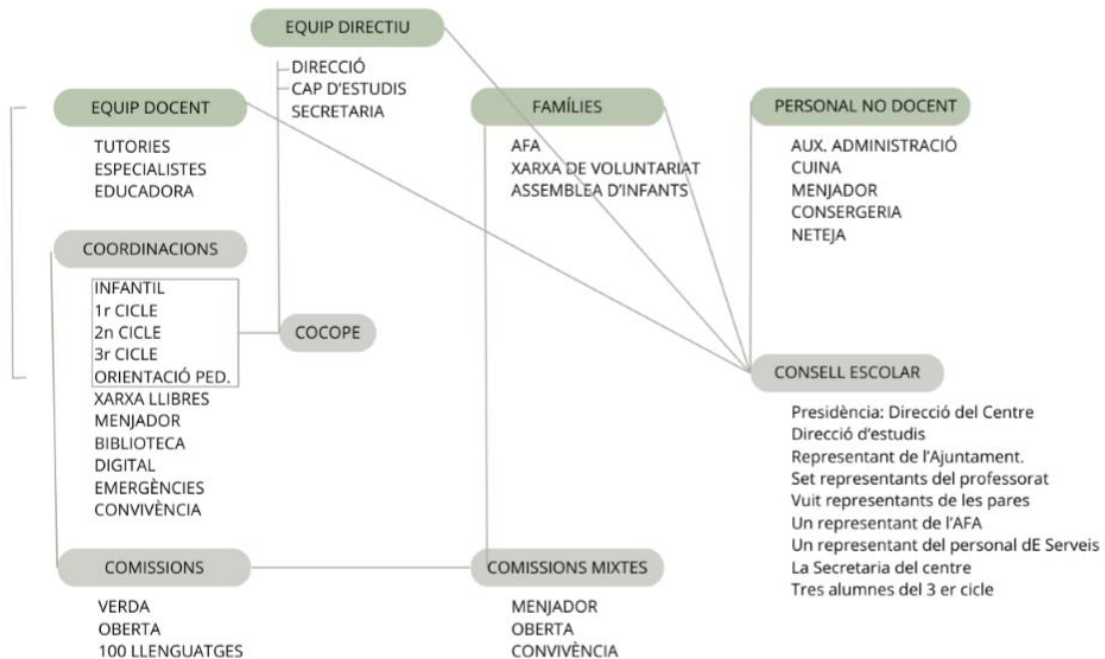 EQUIP DIRECTIU
DIRECCIÓ
CAP D'ESTUDIS
SECRETARIA
EQUIP DOCENT
TUTORIES
ESPECIALISTES
EDUCADORA
FAMÍLIES
AFA
XARXA DE VOLUNTARIAT
ASSEMBLEA D'INFANTS
PERSONAL NO DOCENT
AUX. ADMINISTRACIÓ
CUINA
MENJADOR
CONSERGERIA
NETEJA
COORDINACIONS
INFANTIL
1r CICLE
2n CICLE
3r CICLE
ORIENTACIÓ PED.
XARXA LLIBRES
MENJADOR
BIBLIOTECA
DIGITAL
EMERGÈNCIES
CONVIVÈNCIA
COCOPE
CONSELL ESCOLAR
Presidència: Direcció del Centre
Direcció d'estudis
Representant de l'Ajuntament.
Set representants del professorat
Vuit representants de les pares
Un representant de l'AFA
Un representant del personal dE Serveis
La Secretaria del centre
Tres alumnes del 3 er cicle
COMISSIONS
VERDA
OBERTA
100 LLENGUATGES
COMISSIONS MIXTES
MENJADOR
OBERTA
CONVIVÈNCIA